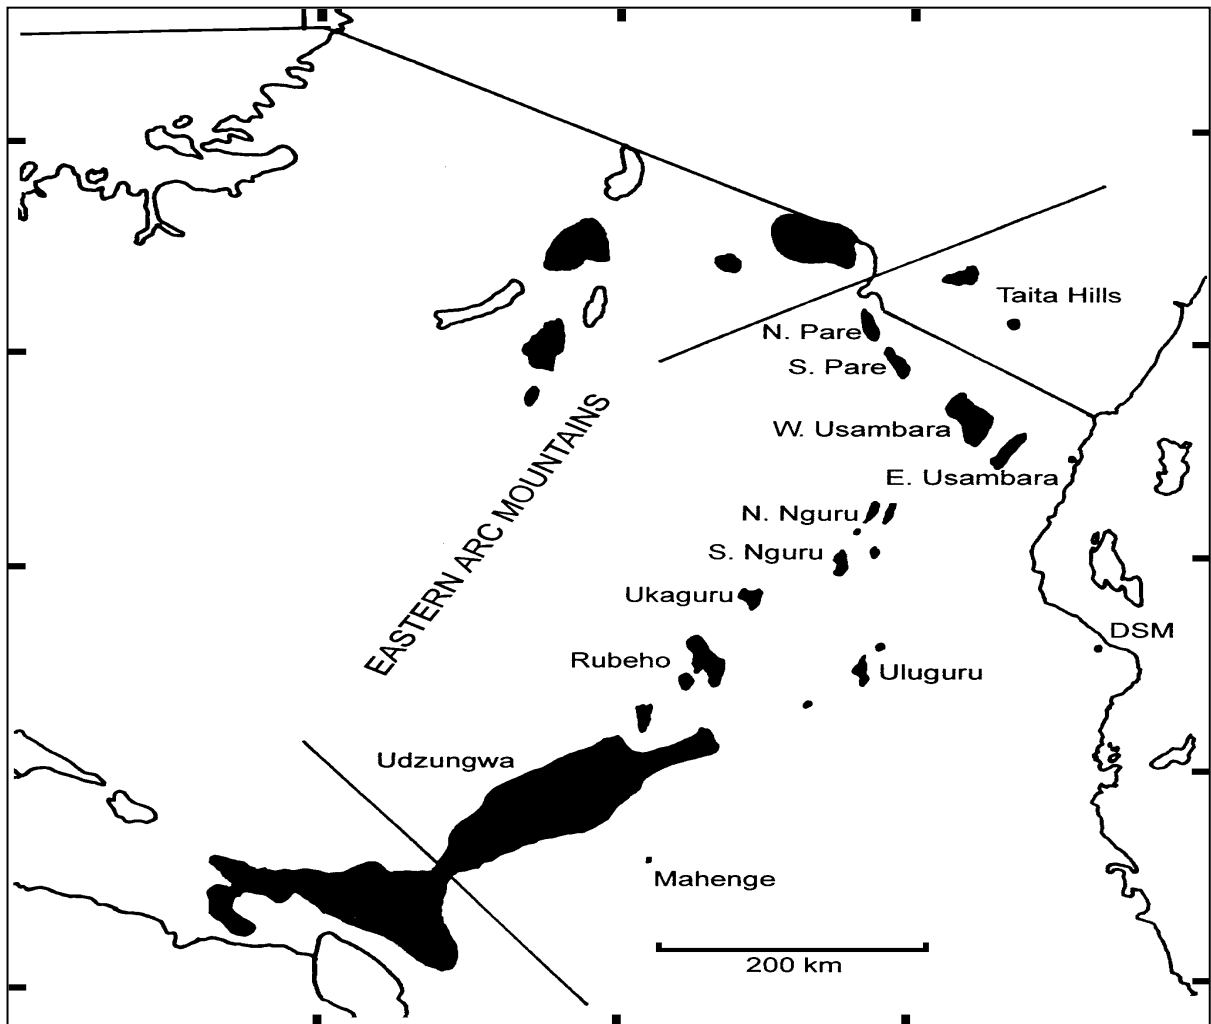 Taita Hills
N. Pare
S. Pare
W. Usambara
E. Usambara
EASTERN ARC MOUNTAINS
N. Nguru
S. Nguru
Ukaguru
DSM
Rubeho
Uluguru
Udzungwa
Mahenge
200 km